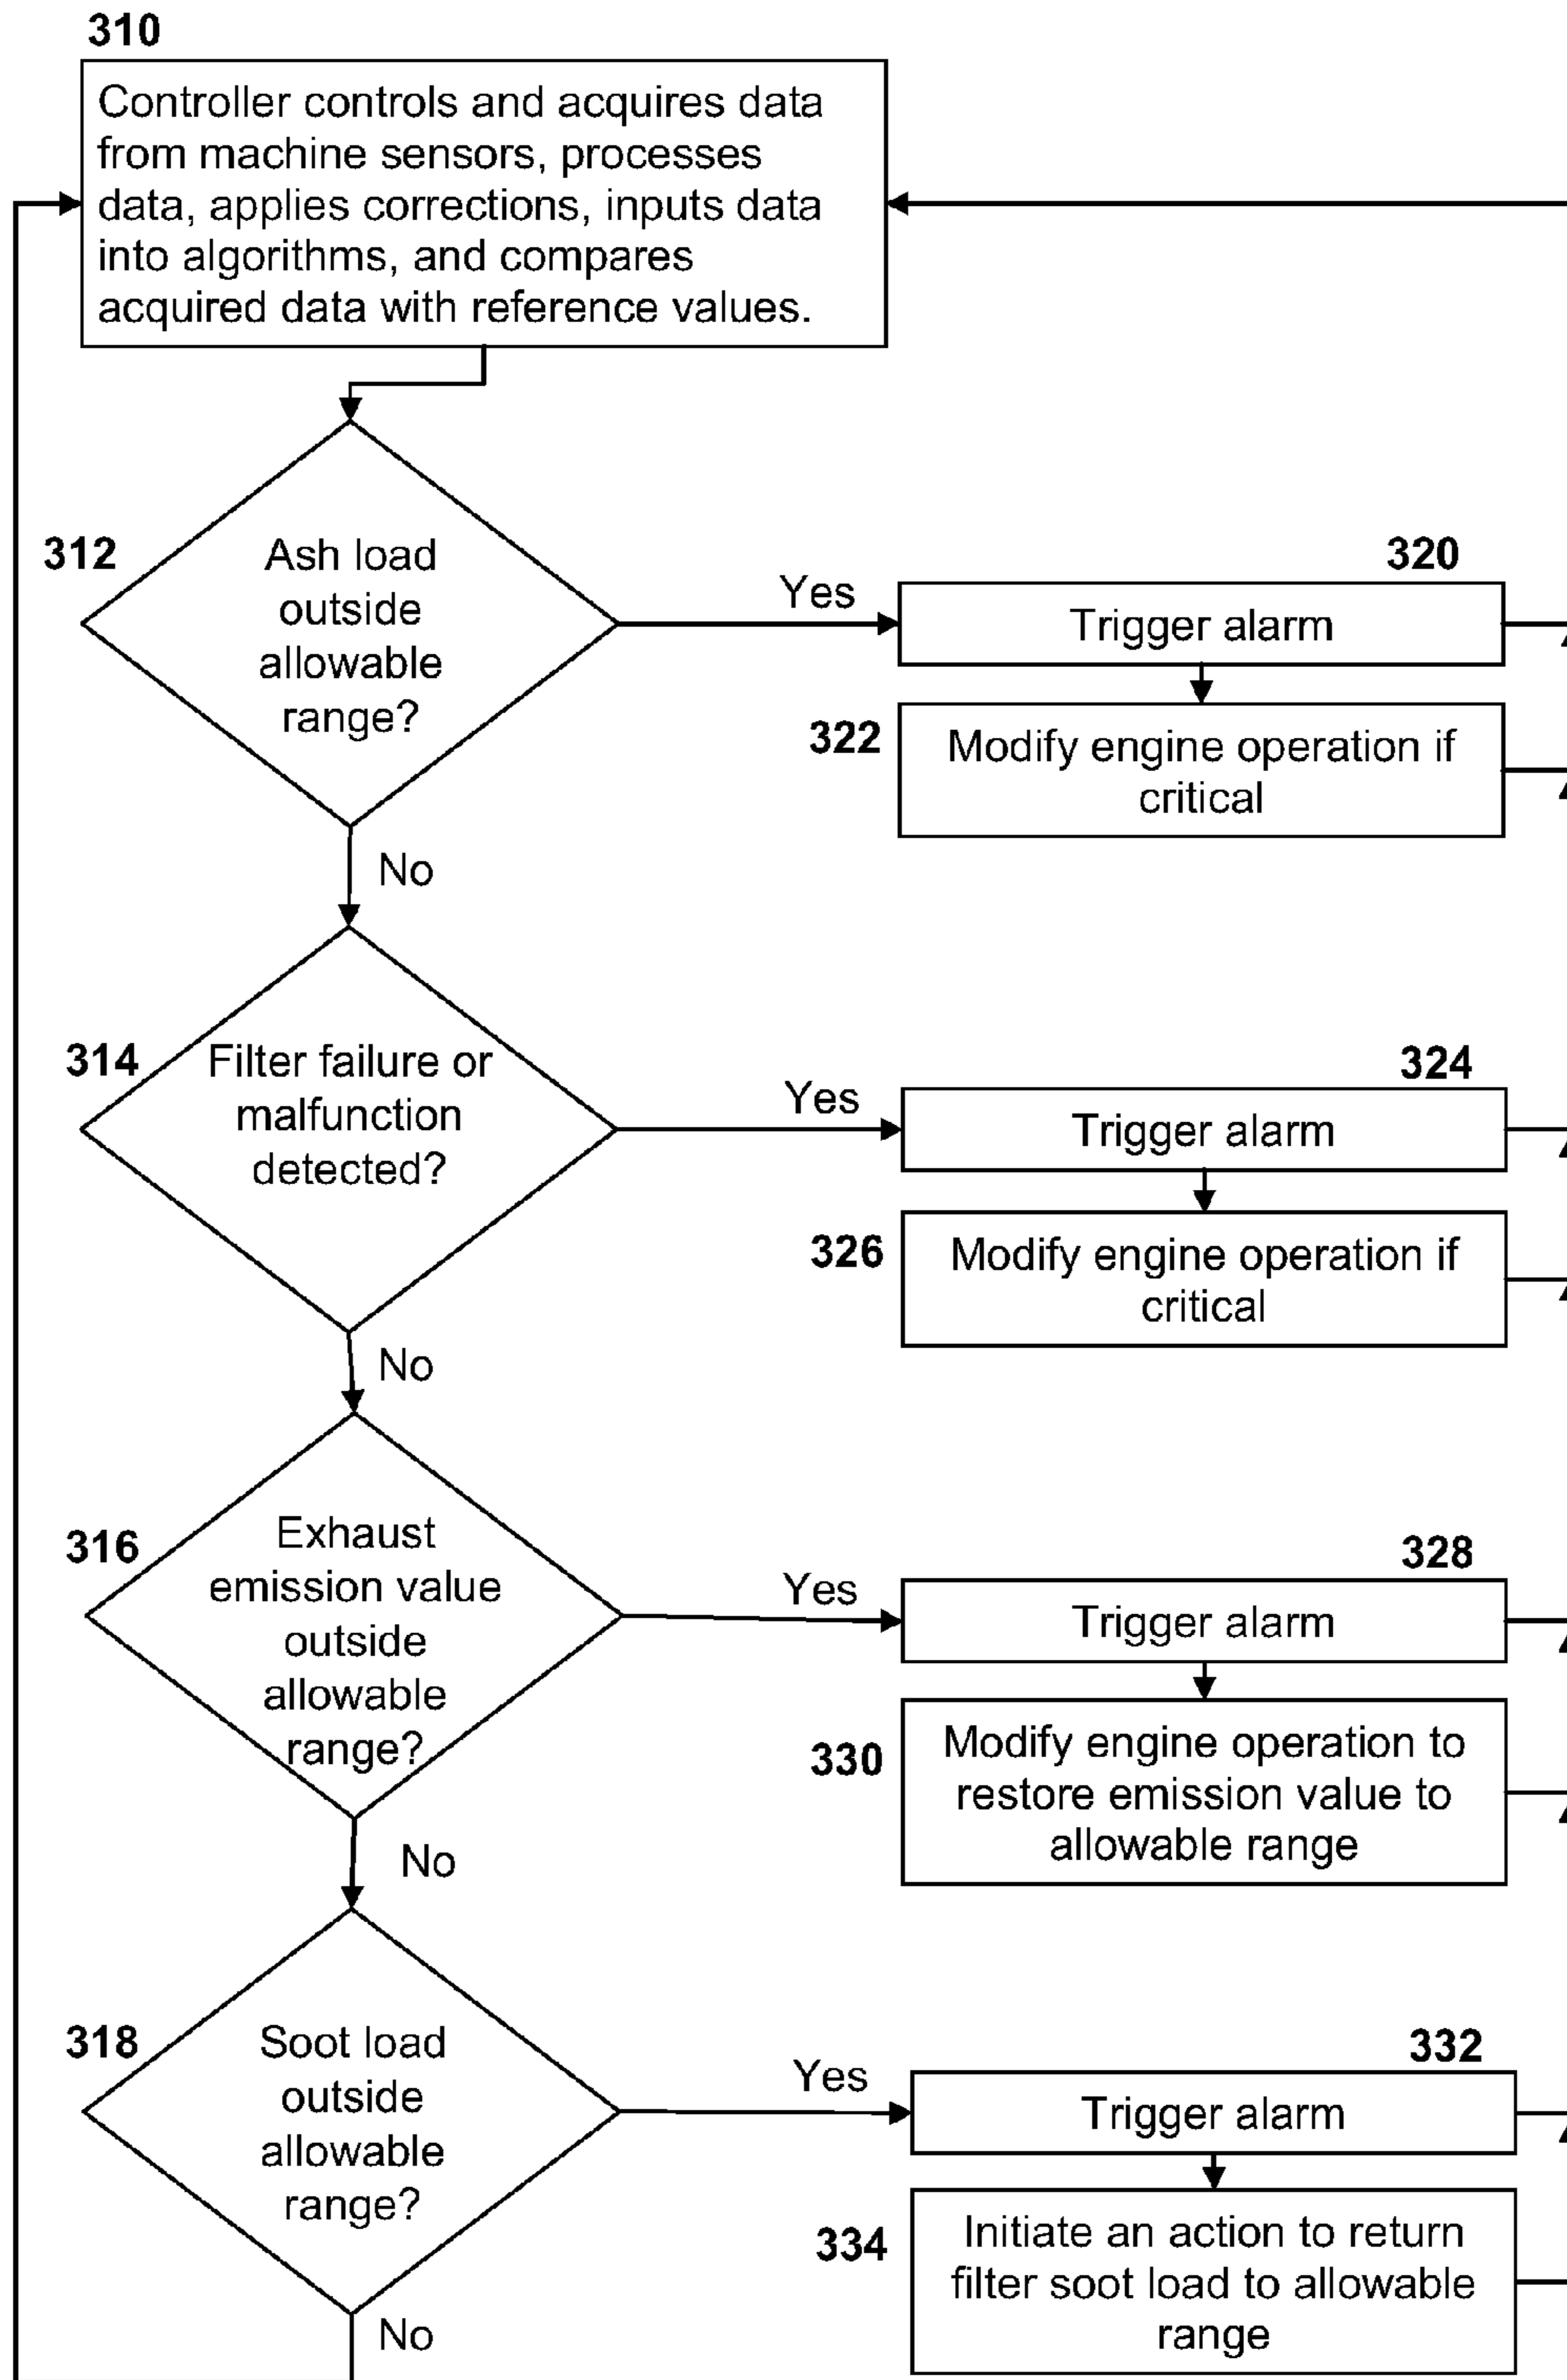 310
Controller controls and acquires data
from machine sensors, processes
data, applies corrections, inputs data
into algorithms, and compares
acquired data with reference values.
312
Ash load
outside
allowable
range?
Yes
320
Trigger alarm
322
Modify engine operation if
critical
No
314
Filter failure or
malfunction
detected?
Yes
324
Trigger alarm
326
Modify engine operation if
critical
No
316
Exhaust
emission value
outside
allowable
range?
Yes
328
Trigger alarm
330
Modify engine operation to
restore emission value to
allowable range
No
318
Soot load
outside
allowable
range?
Yes
332
Trigger alarm
334
Initiate an action to return
filter soot load to allowable
range
No